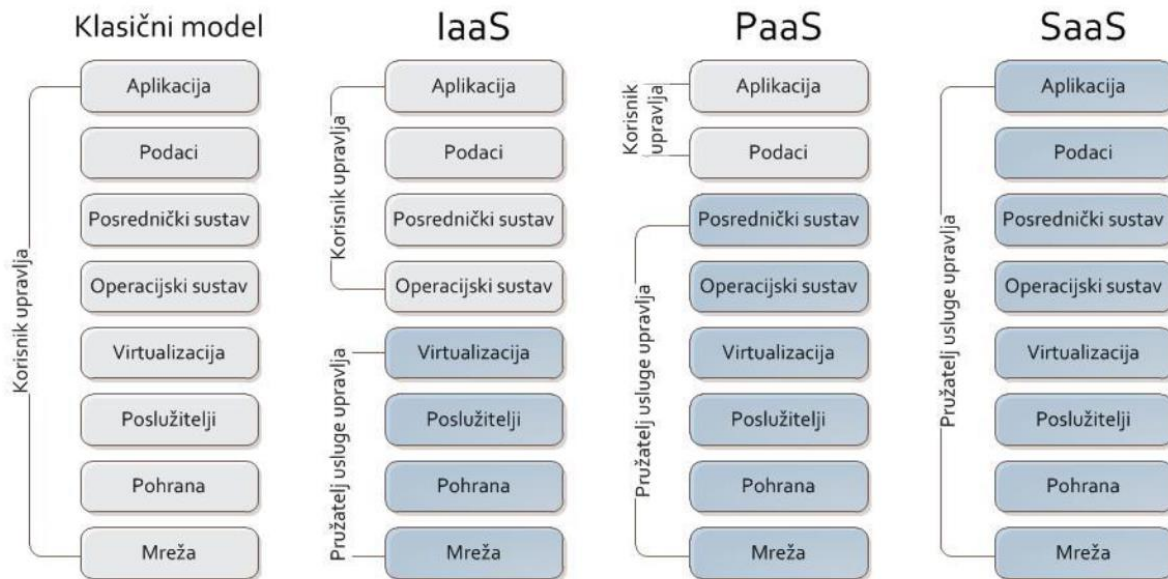 Klasični model
Korisnik upravlja
Aplikacija
Podaci
Posrednički sustav
Operacijski sustav
Virtualizacija
Poslužitelji
Pohrana
Mreža
IaaS
Korisnik upravlja
Pružatelj usluge upravlja
Aplikacija
Podaci
Posrednički sustav
Operacijski sustav
Virtualizacija
Poslužitelji
Pohrana
Mreža
PaaS
Korisnik
upravlja
Pružatelj usluge upravlja
Aplikacija
Podaci
Posrednički sustav
Operacijski sustav
Virtualizacija
Poslužitelji
Pohrana
Mreža
SaaS
Pružatelj usluge upravlja
Aplikacija
Podaci
Posrednički sustav
Operacijski sustav
Virtualizacija
Poslužitelji
Pohrana
Mreža